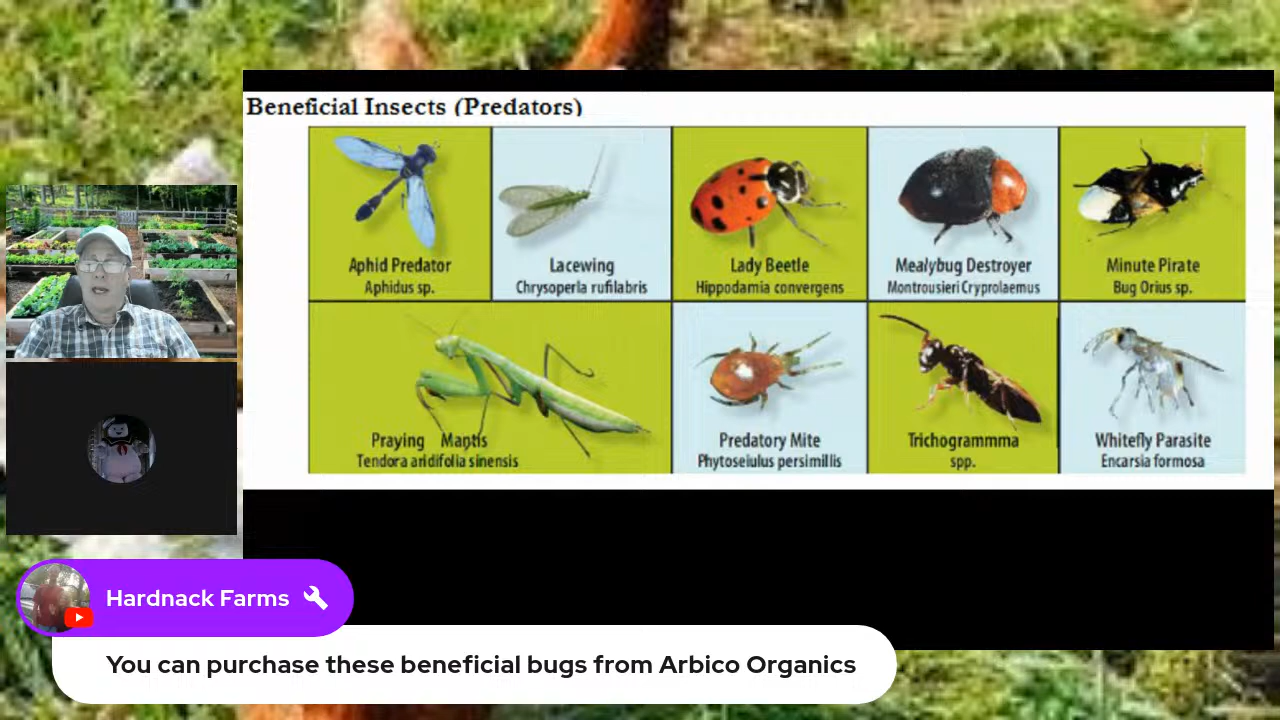 Beneficial Insects (Predators)
Aphid Predator
Aphidus sp.
Lacewing
Chrysoperla rufilabris
Lady Beetle
Hippodamia convergens
Mealybug Destroyer
Montrousieri Cryprolaemus
Minute Pirate
Bug Orius sp.
Praying Mantis
Tendora aridifolia sinensis
Predatory Mite
Phytoseiulus persimillis
Trichogrammma
spp.
Whitefly Parasite
Encarsia formosa
Hardnack Farms
You can purchase these beneficial bugs from Arbico Organics